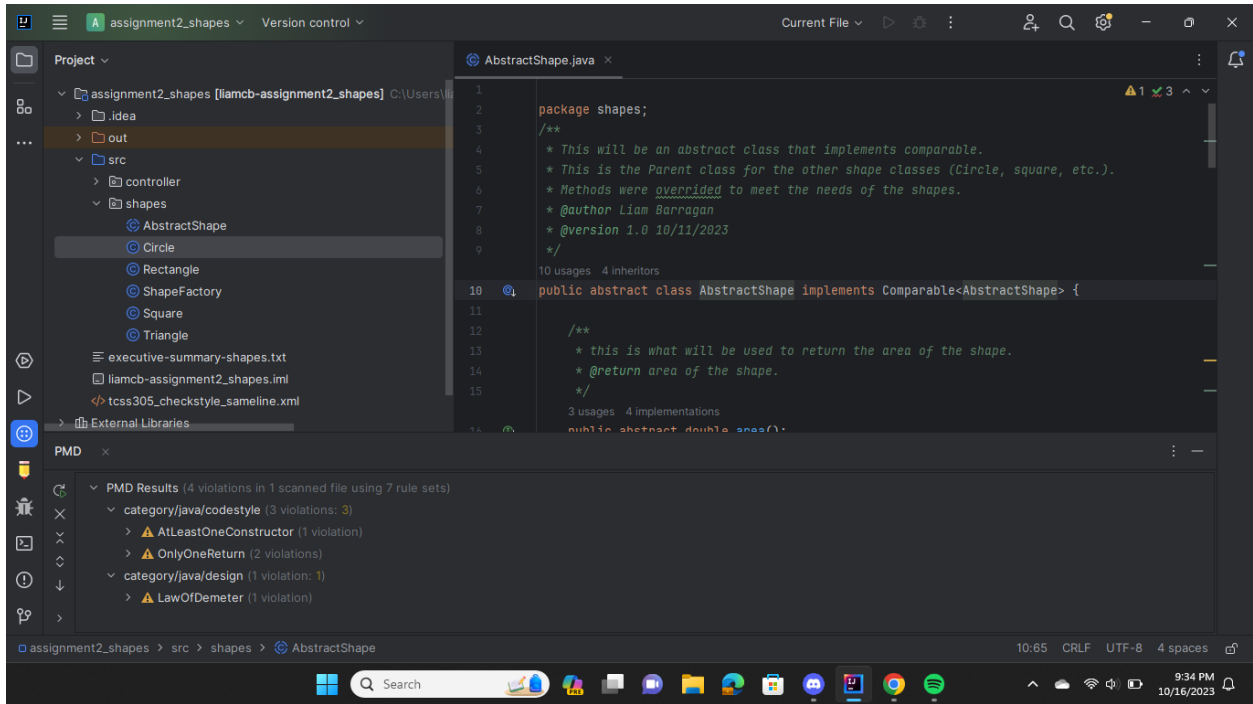 A assignment2_shapes Version control Current File
Project
AbstractShape.java
assignment2_shapes [liamcb-assignment2_shapes] C:\Users\
.idea
out
src
controller
shapes
AbstractShape
Circle
Rectangle
ShapeFactory
Square
Triangle
executive-summary-shapes.txt
liamcb-assignment2_shapes.iml
tcss305_checkstyle_sameline.xml
External Libraries
1
2 package shapes;
3 /**
4 * This will be an abstract class that implements comparable.
5 * This is the Parent class for the other shape classes (Circle, square, etc.).
6 * Methods were overrided to meet the needs of the shapes.
7 * @author Liam Barragan
8 * @version 1.0 10/11/2023
9 */
10 usages 4 inheritors
10 public abstract class AbstractShape implements Comparable<AbstractShape> {
11
12 /**
13 * this is what will be used to return the area of the shape.
14 * @return area of the shape.
15 */
3 usages 4 implementations
16 public abstract double area();
1 3
PMD
PMD Results (4 violations in 1 scanned file using 7 rule sets)
category/java/codestyle (3 violations: 3)
AtLeastOneConstructor (1 violation)
OnlyOneReturn (2 violations)
category/java/design (1 violation: 1)
LawOfDemeter (1 violation)
assignment2_shapes > src > shapes > AbstractShape
10:65 CRLF UTF-8 4 spaces
Search
PRE
9:34 PM
10/16/2023